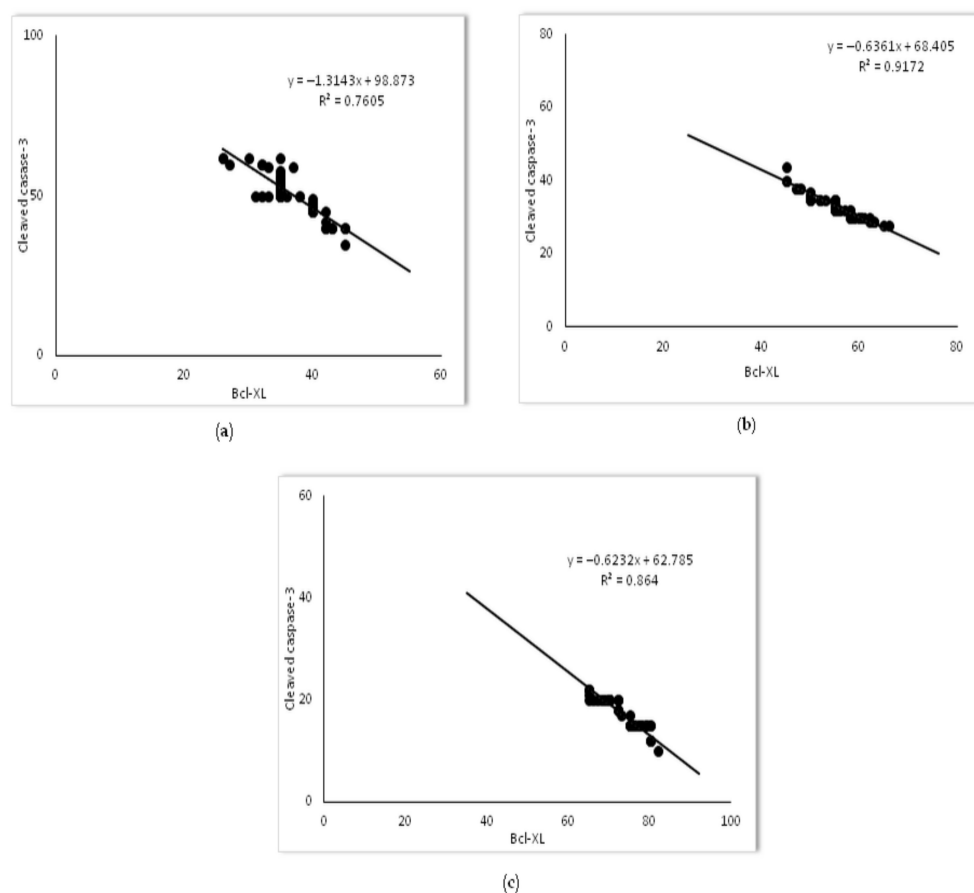 100
y = –1.3143x + 98.873
R² = 0.7605
Cleaved casase-3
50
0
0 20 40 60
Bcl-XL
(a)
80
y = –0.6361x + 68.405
R² = 0.9172
60
Cleaved caspase-3
40
20
0
0 20 40 60 80
Bcl-XL
(b)
60
y = –0.6232x + 62.785
R² = 0.864
Cleaved caspase-3
40
20
0
0 20 40 60 80 100
Bcl-XL
(c)